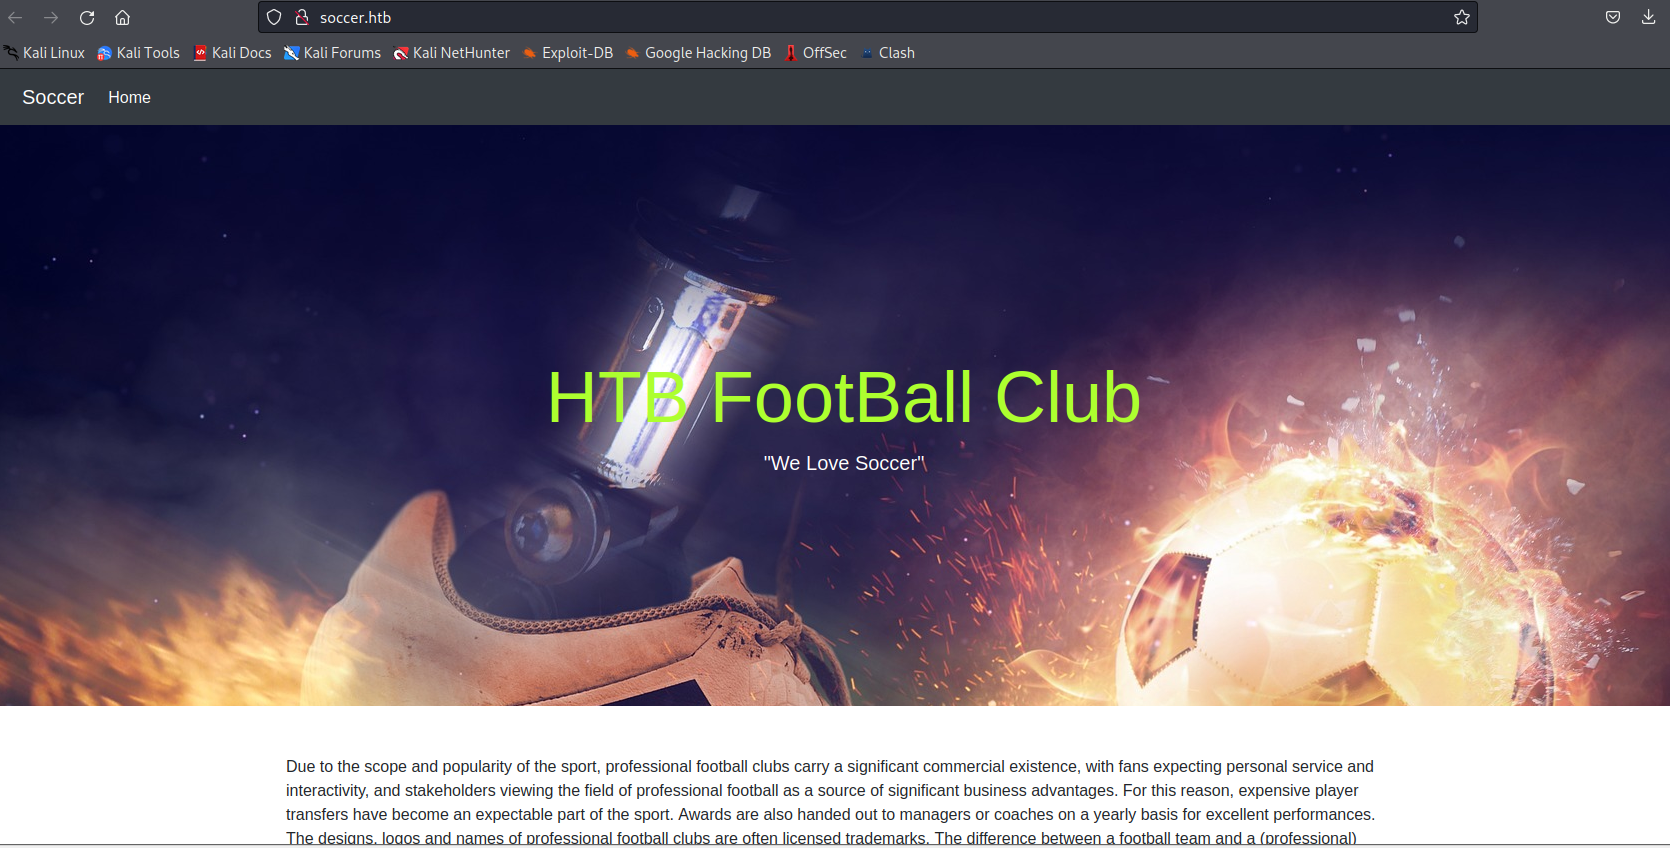 soccer.htb
Kali Linux Kali Tools Kali Docs Kali Forums Kali NetHunter Exploit-DB Google Hacking DB OffSec Clash
Soccer Home
HTB FootBall Club
"We Love Soccer"
Due to the scope and popularity of the sport, professional football clubs carry a significant commercial existence, with fans expecting personal service and
interactivity, and stakeholders viewing the field of professional football as a source of significant business advantages. For this reason, expensive player
transfers have become an expectable part of the sport. Awards are also handed out to managers or coaches on a yearly basis for excellent performances.
The designs, logos and names of professional football clubs are often licensed trademarks. The difference between a football team and a (professional)